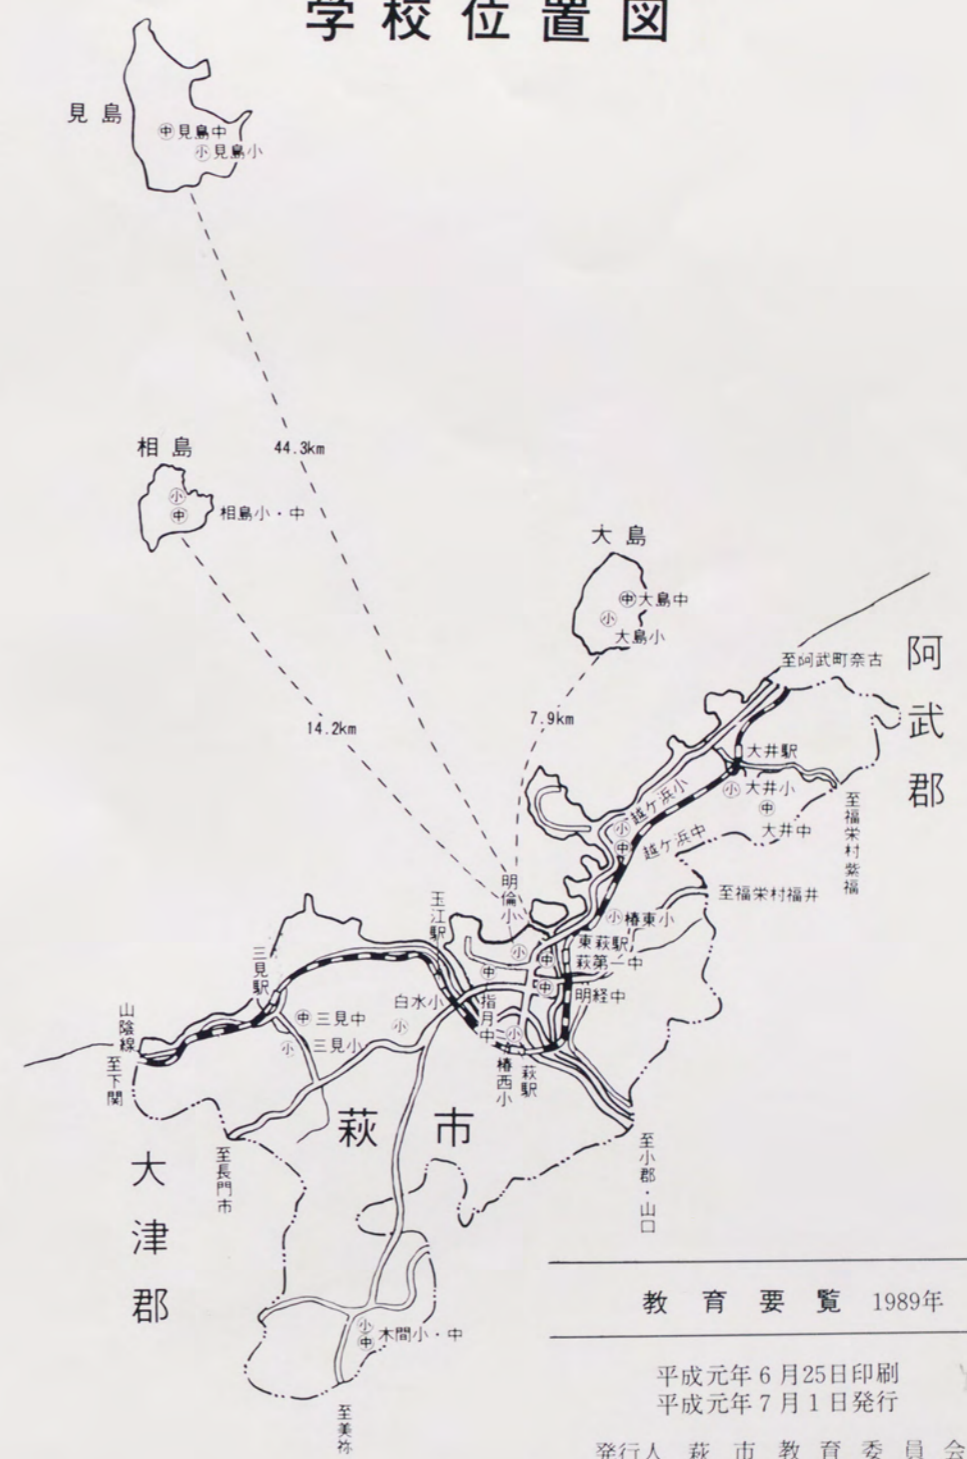 学校位置図
見島
㊥見島中
㋛見島小
44.3km
相島
小
中
相島小・中
14.2km
大島
㊥大島中
小
大島小
7.9km
至阿武町奈古
阿武郡
大井駅
小 大井小
中
大井中
至福栄村紫福
越ケ浜小
小
中
越ケ浜中
至福栄村福井
小 椿東小
明倫小
小
東萩駅
中
萩第一中
中
明経中
玉江駅
中
指月中
白水小
小
小
椿西小
萩駅
三見駅
㊥三見中
小 三見小
山陰線
至下関
萩市
大津郡
至長門市
至小郡・山口
小
中
木間小・中
至美祢
教育要覧 1989年
平成元年6月25日印刷
平成元年7月1日発行
発行人 萩市教育委員会